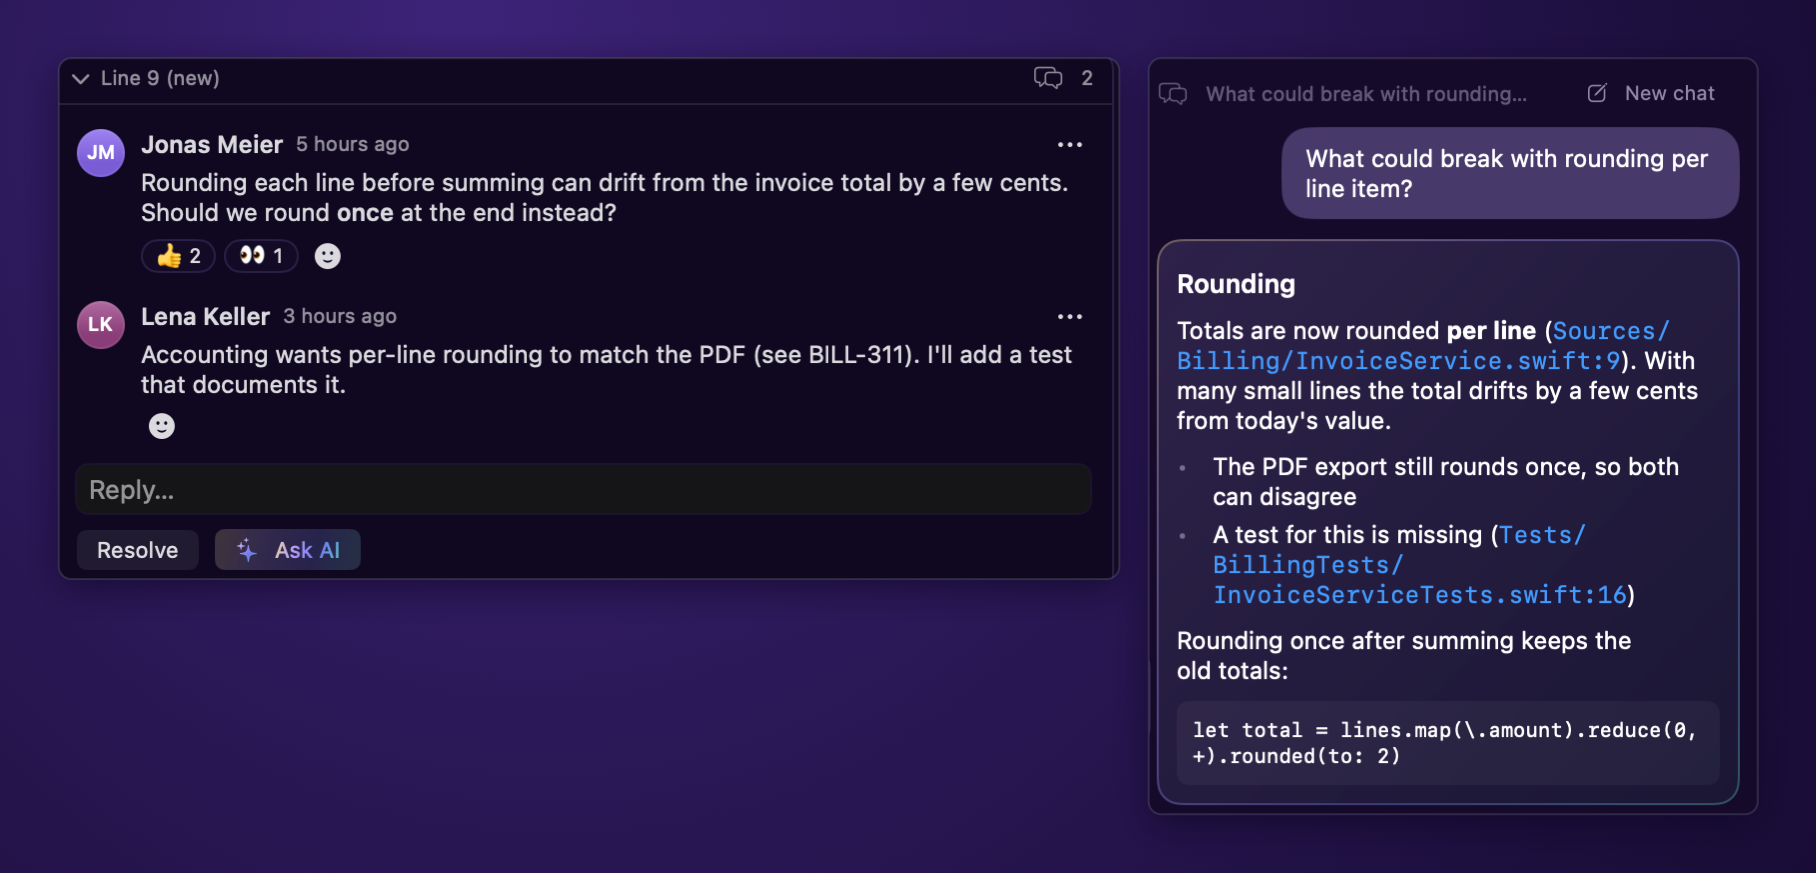 Line 9 (new)
2
JM
Jonas Meier 5 hours ago
Rounding each line before summing can drift from the invoice total by a few cents.
Should we round once at the end instead?
👍 2 👀 1
LK
Lena Keller 3 hours ago
Accounting wants per-line rounding to match the PDF (see BILL-311). I'll add a test
that documents it.
Reply...
Resolve
Ask AI
What could break with rounding...
New chat
What could break with rounding per
line item?
Rounding
Totals are now rounded per line (Sources/
Billing/InvoiceService.swift:9). With
many small lines the total drifts by a few cents
from today's value.
• The PDF export still rounds once, so both
can disagree
• A test for this is missing (Tests/
BillingTests/
InvoiceServiceTests.swift:16)
Rounding once after summing keeps the
old totals:
let total = lines.map(\.amount).reduce(0,
+).rounded(to: 2)